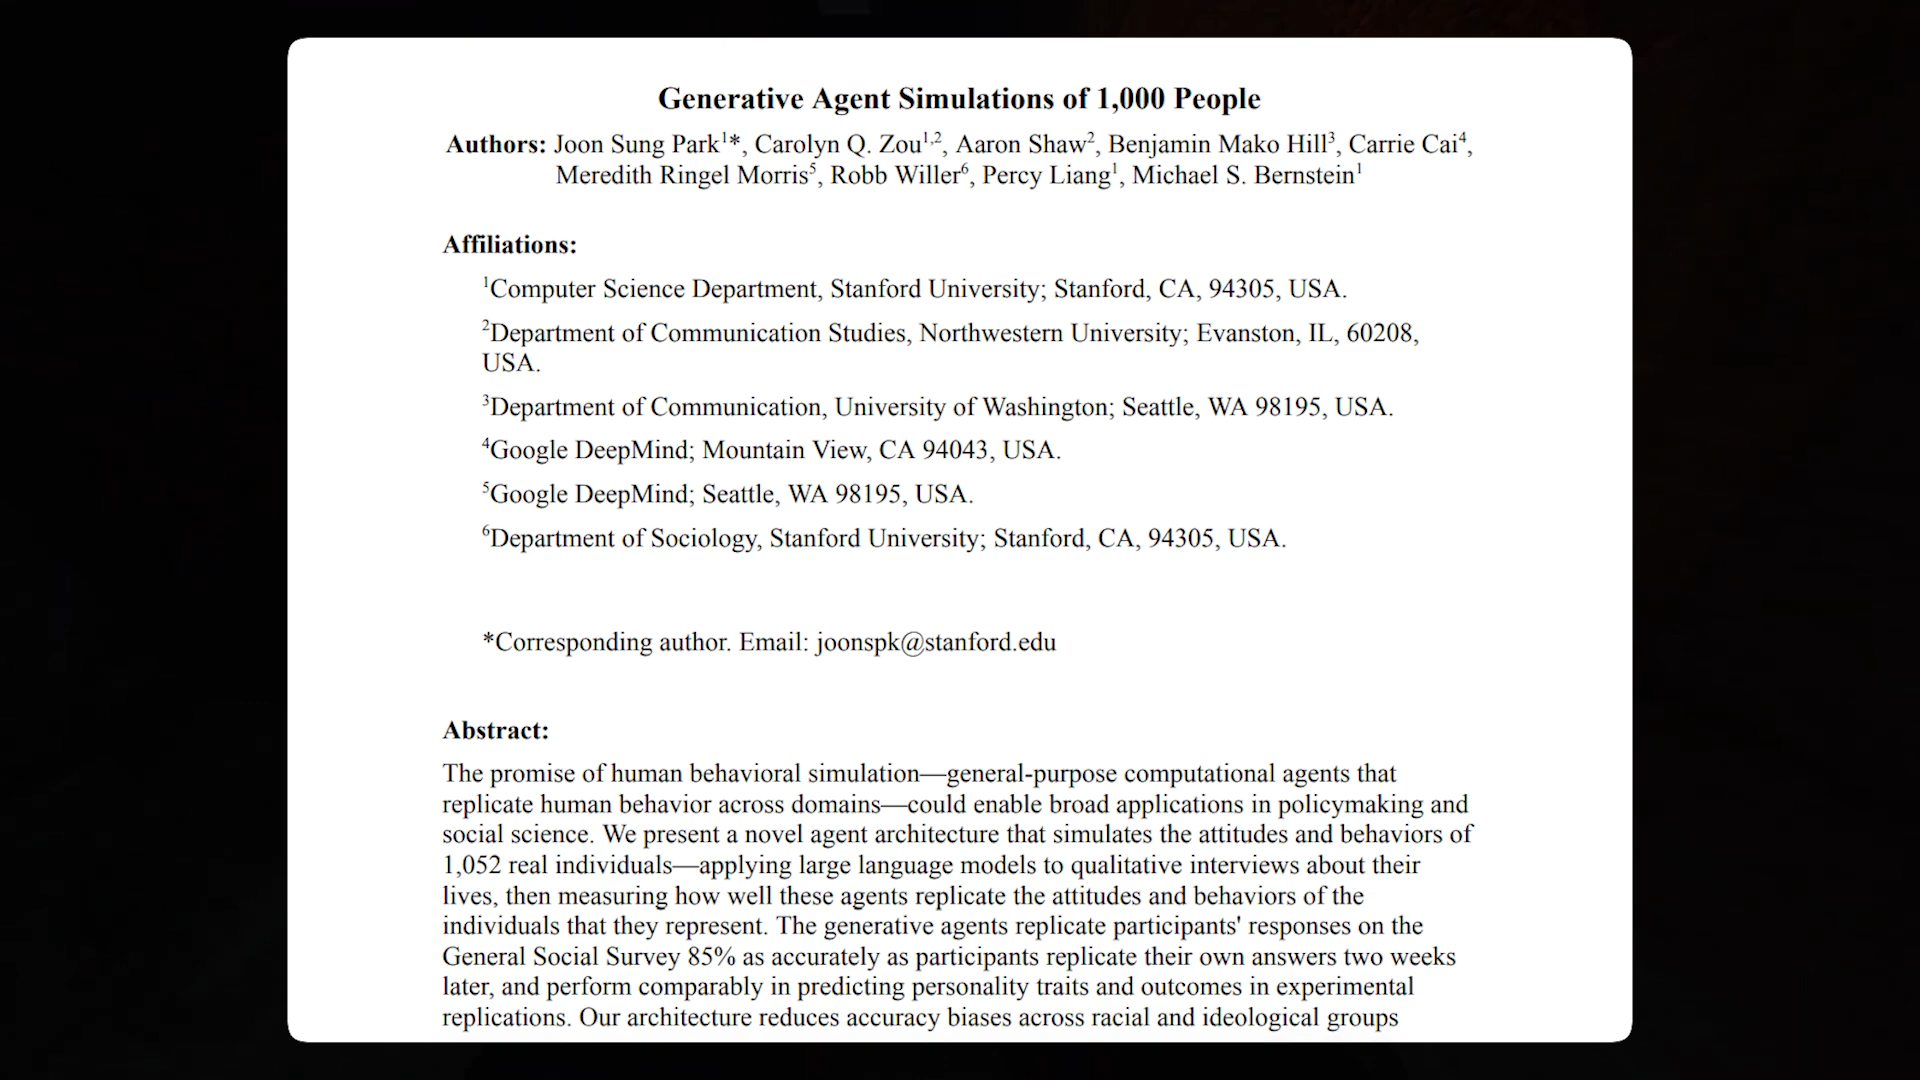 Generative Agent Simulations of 1,000 People
Authors: Joon Sung Park¹*, Carolyn Q. Zou¹,², Aaron Shaw², Benjamin Mako Hill³, Carrie Cai⁴,
Meredith Ringel Morris⁵, Robb Willer⁶, Percy Liang¹, Michael S. Bernstein¹
Affiliations:
¹Computer Science Department, Stanford University; Stanford, CA, 94305, USA.
²Department of Communication Studies, Northwestern University; Evanston, IL, 60208,
USA.
³Department of Communication, University of Washington; Seattle, WA 98195, USA.
⁴Google DeepMind; Mountain View, CA 94043, USA.
⁵Google DeepMind; Seattle, WA 98195, USA.
⁶Department of Sociology, Stanford University; Stanford, CA, 94305, USA.
*Corresponding author. Email: joonspk@stanford.edu
Abstract:
The promise of human behavioral simulation—general-purpose computational agents that
replicate human behavior across domains—could enable broad applications in policymaking and
social science. We present a novel agent architecture that simulates the attitudes and behaviors of
1,052 real individuals—applying large language models to qualitative interviews about their
lives, then measuring how well these agents replicate the attitudes and behaviors of the
individuals that they represent. The generative agents replicate participants' responses on the
General Social Survey 85% as accurately as participants replicate their own answers two weeks
later, and perform comparably in predicting personality traits and outcomes in experimental
replications. Our architecture reduces accuracy biases across racial and ideological groups